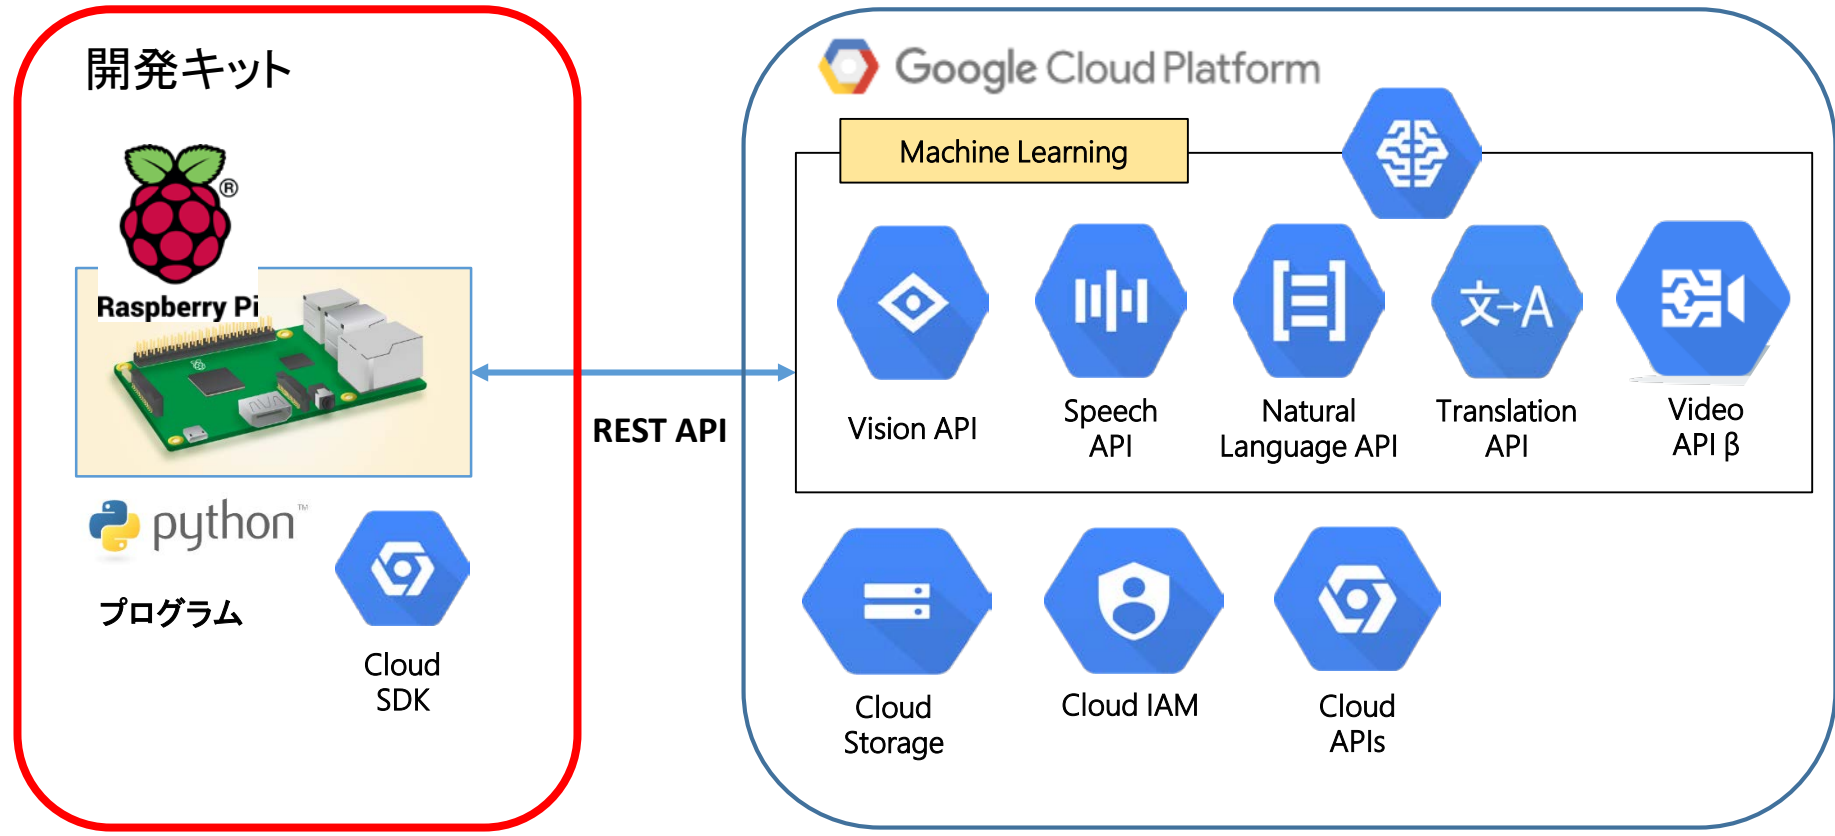 開発キット
Raspberry Pi
®
python™
プログラム
Cloud
SDK
REST API
Google Cloud Platform
Machine Learning
文→A
Vision API
Speech
API
Natural
Language API
Translation
API
Video
API β
Cloud
Storage
Cloud IAM
Cloud
APIs